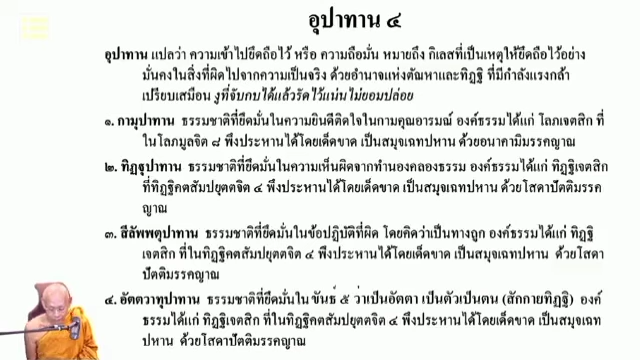 อุปาทาน ๔
อุปาทาน แปลว่า ความเข้าไปยึดถือไว้ หรือ ความถือมั่น หมายถึง กิเลสที่เป็นเหตุให้ยึดถือไว้อย่าง
มั่นคงในสิ่งที่ผิดไปจากความเป็นจริง ด้วยอำนาจแห่งตัณหาและทิฏฐิ ที่มีกำลังแรงกล้า
เปรียบเสมือน งูที่จับกบได้แล้วรัดไว้แน่นไม่ยอมปล่อย
๑. กามุปาทาน ธรรมชาติที่ยึดมั่นในความยินดีติดใจในกามคุณอารมณ์ องค์ธรรมได้แก่ โลภเจตสิก ที่
ในโลภมูลจิต ๘ พึงประหานได้โดยเด็ดขาด เป็นสมุจเฉทปหาน ด้วยอนาคามิมรรคญาณ
๒. ทิฏฐุปาทาน ธรรมชาติที่ยึดมั่นในความเห็นผิดจากทำนองคลองธรรม องค์ธรรมได้แก่ ทิฏฐิเจตสิก
ที่ทิฏฐิคตสัมปยุตตจิต ๔ พึงประหานได้โดยเด็ดขาด เป็นสมุจเฉทปหาน ด้วยโสดาปัตติมรรค
ญาณ
๓. สีลัพพตุปาทาน ธรรมชาติที่ยึดมั่นในข้อปฏิบัติที่ผิด โดยคิดว่าเป็นทางถูก องค์ธรรมได้แก่ ทิฏฐิ
เจตสิก ที่ในทิฏฐิคตสัมปยุตตจิต ๔ พึงประหานได้โดยเด็ดขาด เป็นสมุจเฉทปหาน ด้วยโสดา
ปัตติมรรคญาณ
๔. อัตตวาทุปาทาน ธรรมชาติที่ยึดมั่นใน ขันธ์ ๕ ว่าเป็นอัตตา เป็นตัวเป็นตน (สักกายทิฏฐิ) องค์
ธรรมได้แก่ ทิฏฐิเจตสิก ที่ในทิฏฐิคตสัมปยุตตจิต ๔ พึงประหานได้โดยเด็ดขาด เป็นสมุจเฉท
ปหาน ด้วยโสดาปัตติมรรคญาณ